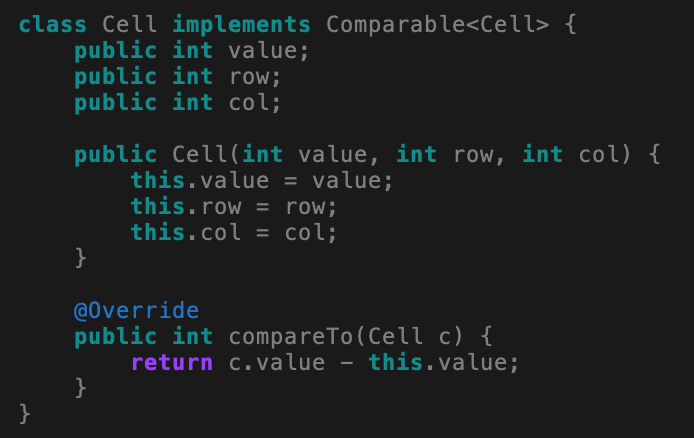 class Cell implements Comparable<Cell> {
    public int value;
    public int row;
    public int col;

    public Cell(int value, int row, int col) {
        this.value = value;
        this.row = row;
        this.col = col;
    }

    @Override
    public int compareTo(Cell c) {
        return c.value - this.value;
    }
}